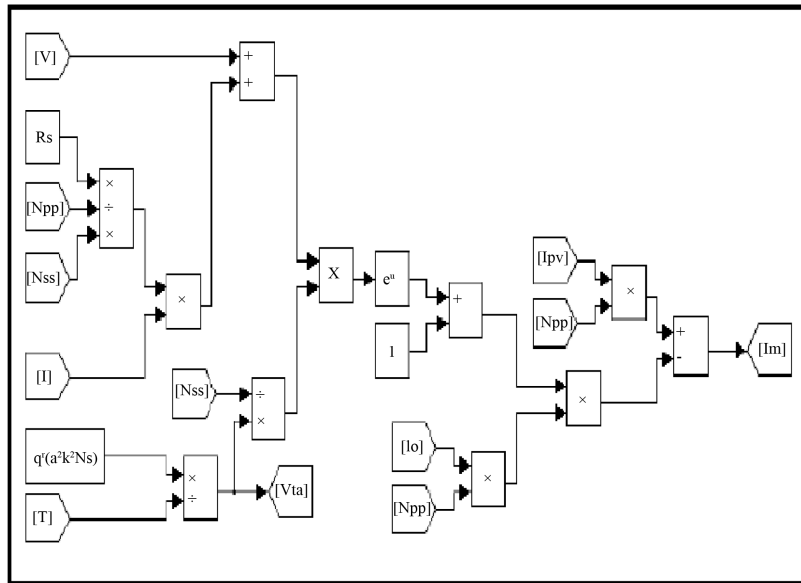 [V]
+
+
Rs
×
[Npp]
÷
×
[Nss]
×
[I]
[Nss]
÷
×
q^r(a²k²Ns)
×
÷
[T]
[Vta]
X
eᵘ
1
+
[Io]
[Npp]
×
×
[Ipv]
[Npp]
×
+
-
[Im]